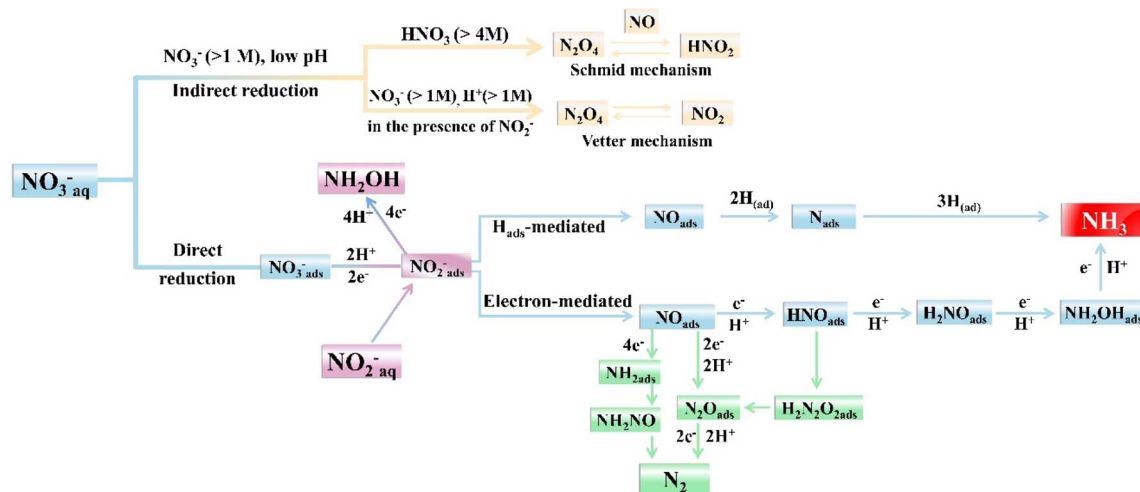 NO₃⁻aq
NO₃⁻ (>1 M), low pH
Indirect reduction
HNO₃ (> 4M)
N₂O₄
NO
HNO₂
Schmid mechanism
NO₃⁻ (> 1M), H⁺ (> 1M)
in the presence of NO₂⁻
N₂O₄
NO₂
Vetter mechanism
Direct
reduction
NO₃⁻ads
2H⁺
2e⁻
NO₂⁻ads
NH₂OH
4H⁺
4e⁻
NO₂⁻aq
Hads-mediated
NOads
2H(ad)
Nads
3H(ad)
NH₃
Electron-mediated
NOads
e⁻
H⁺
HNOads
e⁻
H⁺
H₂NOads
e⁻
H⁺
NH₂OHads
e⁻
H⁺
4e⁻
NH₂ads
NH₂NO
2e⁻
2H⁺
N₂Oads
H₂N₂O₂ads
2e⁻
2H⁺
N₂